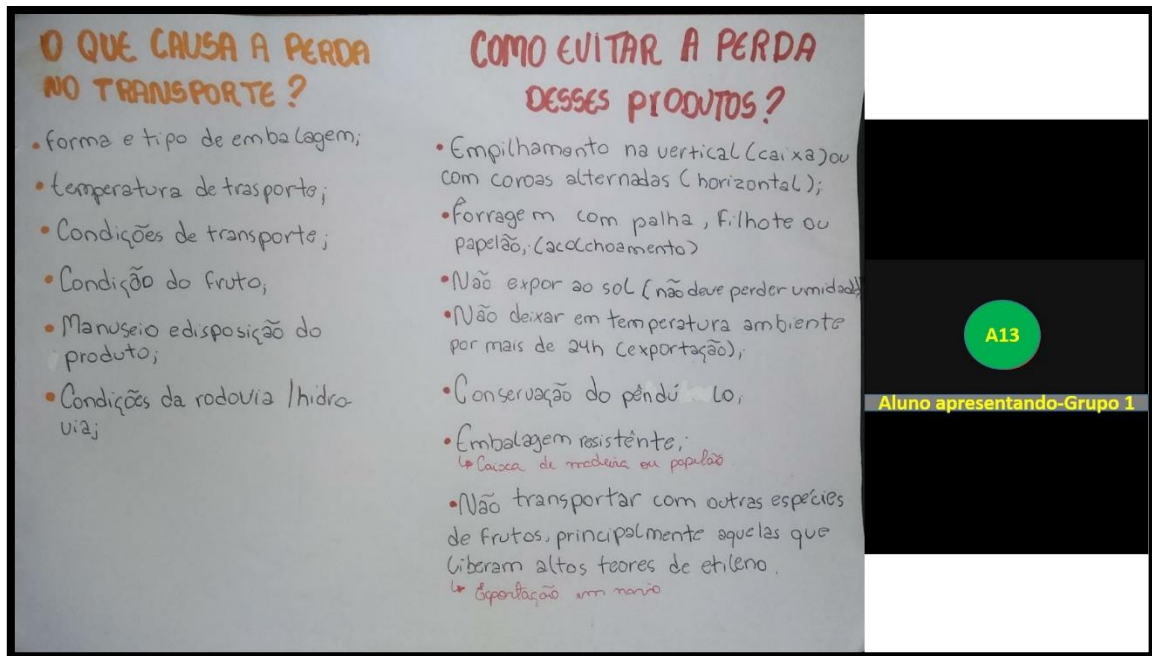 O QUE CAUSA A PERDA
NO TRANSPORTE?
• forma e tipo de embalagem;
• temperatura de trasporte;
• Condições de transporte;
• Condição do fruto;
• Manuseio e disposição do
produto;
• Condições da rodovia / hidro-
via;
COMO EVITAR A PERDA
DESSES PRODUTOS?
• Empilhamento na vertical (caixa) ou
com coroas alternadas (horizontal);
• Forragem com palha, filhote ou
papelão; (acolchoamento)
• Não expor ao sol (não deve perder umidade)
• Não deixar em temperatura ambiente
por mais de 24h (exportação);
• Conservação do pêndú lo;
• Embalagem resistênte;
↳ Caixa de madeira ou papelão
• Não transportar com outras espécies
de frutos, principalmente aquelas que
liberam altos teores de etileno.
↳ Exportação em navio
A13
Aluno apresentando-Grupo 1